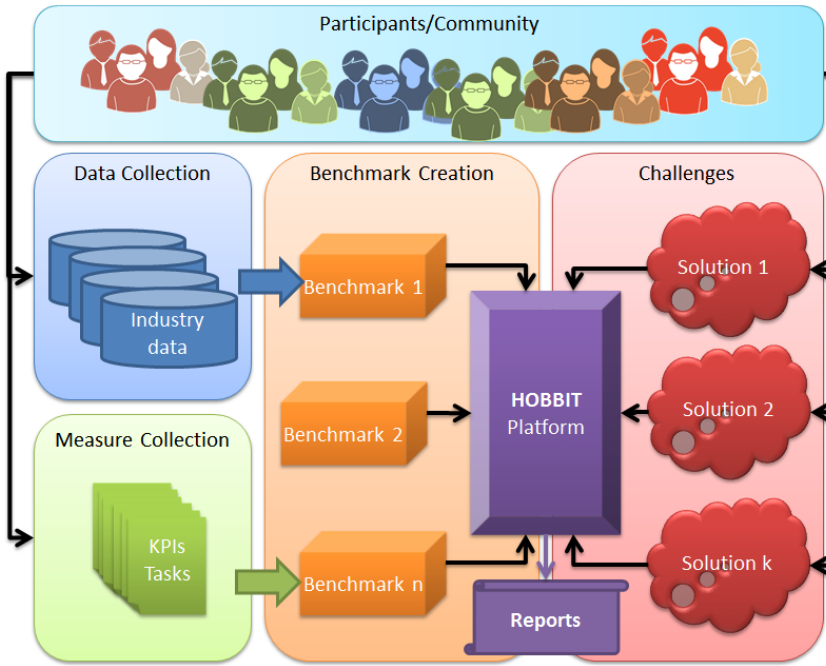 Participants/Community
Data Collection
Benchmark Creation
Challenges
Industry
data
Benchmark 1
Solution 1
HOBBIT
Platform
Benchmark 2
Solution 2
Measure Collection
KPIs
Tasks
Benchmark n
Solution k
Reports